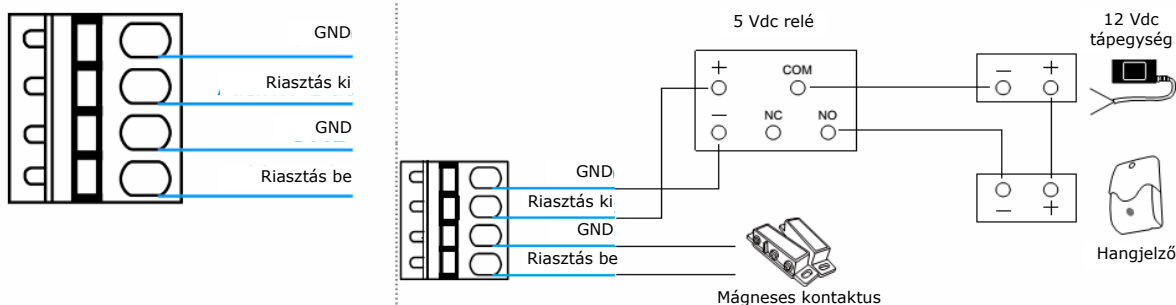 GND
Riasztás ki
GND
Riasztás be
5 Vdc relé
12 Vdc
tápegység
+
COM
−
NC
NO
− +
− +
GND
Riasztás ki
GND
Riasztás be
Mágneses kontaktus
Hangjelző